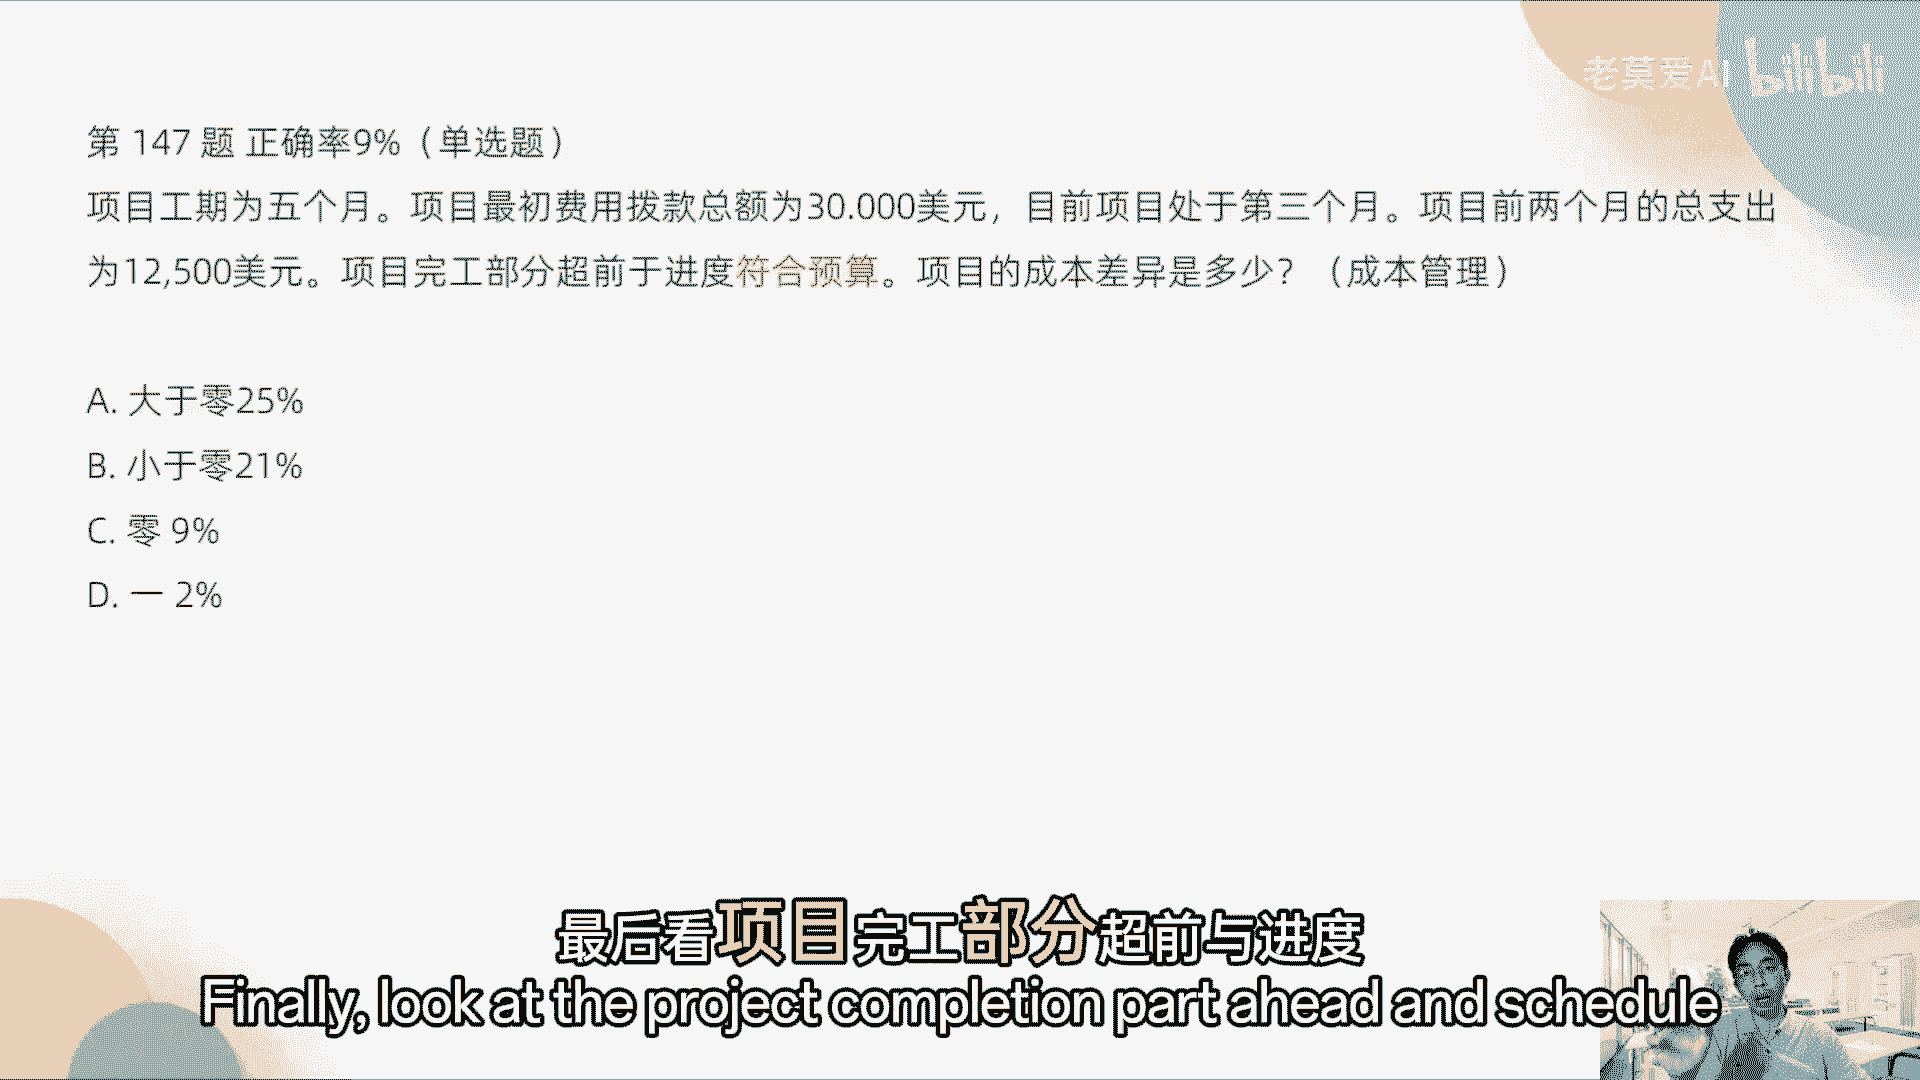 老莫爱AI bilibili
第 147 题 正确率9%（单选题）
项目工期为五个月。项目最初费用拨款总额为30.000美元，目前项目处于第三个月。项目前两个月的总支出
为12,500美元。项目完工部分超前于进度符合预算。项目的成本差异是多少？（成本管理）
A. 大于零25%
B. 小于零21%
C. 零 9%
D. 一 2%
最后看项目完工部分超前与进度
Finally, look at the project completion part ahead and schedule